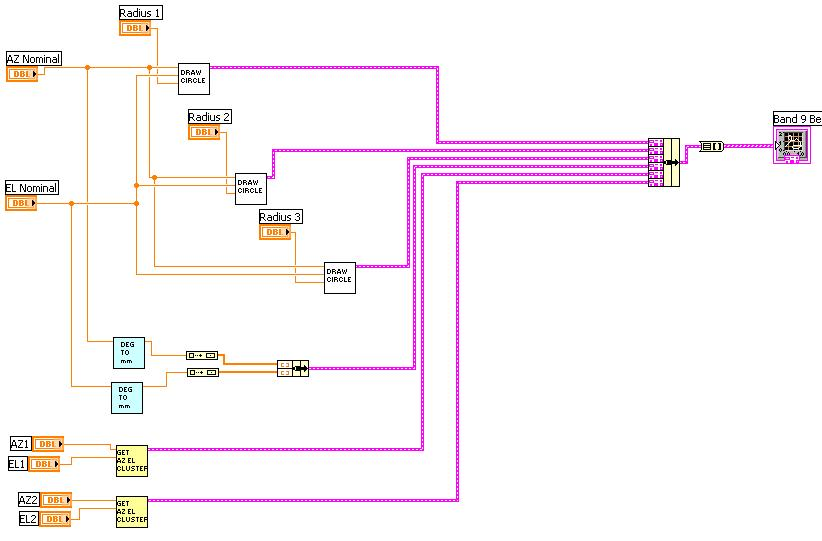 Radius 1
DBL
AZ Nominal
DBL
DRAW
CIRCLE
Radius 2
DBL
Band 9 Be
DRAW
CIRCLE
EL Nominal
DBL
Radius 3
DBL
DRAW
CIRCLE
DEG
TO
mm
DEG
TO
mm
AZ1
DBL
EL1
DBL
GET
AZ EL
CLUSTER
AZ2
DBL
EL2
DBL
GET
AZ EL
CLUSTER